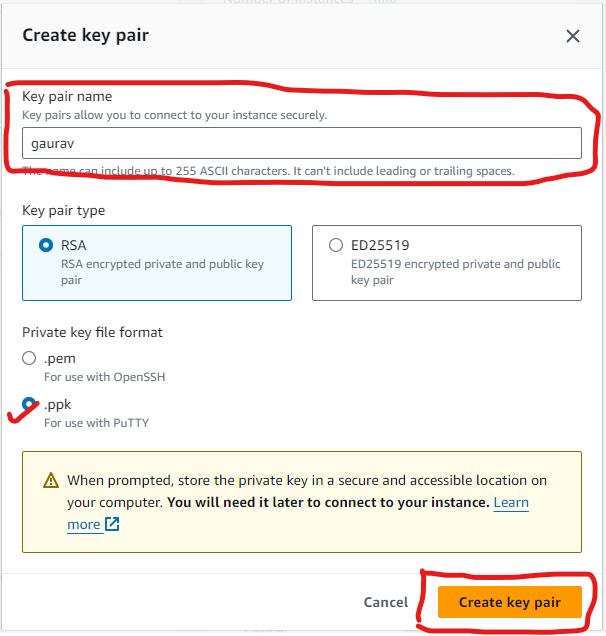 Create key pair
Key pair name
Key pairs allow you to connect to your instance securely.
gaurav
The name can include up to 255 ASCII characters. It can't include leading or trailing spaces.
Key pair type
RSA
RSA encrypted private and public key
pair
ED25519
ED25519 encrypted private and public
key pair
Private key file format
.pem
For use with OpenSSH
.ppk
For use with PuTTY
When prompted, store the private key in a secure and accessible location on
your computer. You will need it later to connect to your instance. Learn
more
Cancel
Create key pair